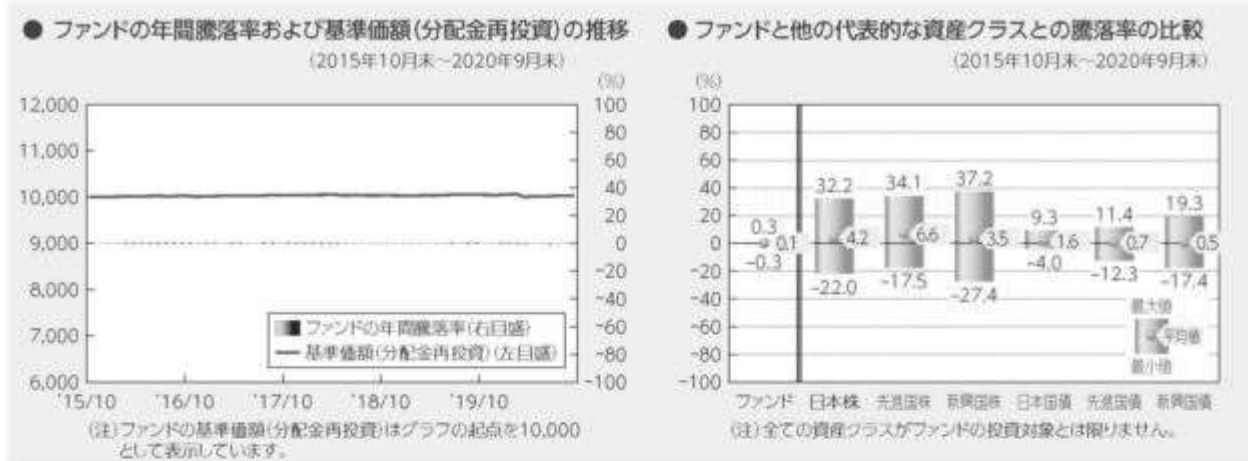 ● ファンドの年間騰落率および基準価額(分配金再投資)の推移
(2015年10月末~2020年9月末)
(%)
12,000
11,000
10,000
9,000
8,000
7,000
6,000
100
80
60
40
20
0
-20
-40
-60
-80
-100
ファンドの年間騰落率(右目盛)
基準価額(分配金再投資)(左目盛)
'15/10 '16/10 '17/10 '18/10 '19/10
(注)ファンドの基準価額(分配金再投資)はグラフの起点を10,000
として表示しています。
● ファンドと他の代表的な資産クラスとの騰落率の比較
(2015年10月末~2020年9月末)
(%)
100
80
60
40
20
0
-20
-40
-60
-80
-100
0.3 32.2 34.1 37.2 9.3 11.4 19.3
0.1 4.2 6.6 3.5 1.6 0.7 0.5
-0.3 -22.0 -17.5 -27.4 -4.0 -12.3 -17.4
最大値
平均値
最小値
ファンド 日本株 先進国株 新興国株 日本国債 先進国債 新興国債
(注)全ての資産クラスがファンドの投資対象とは限りません。